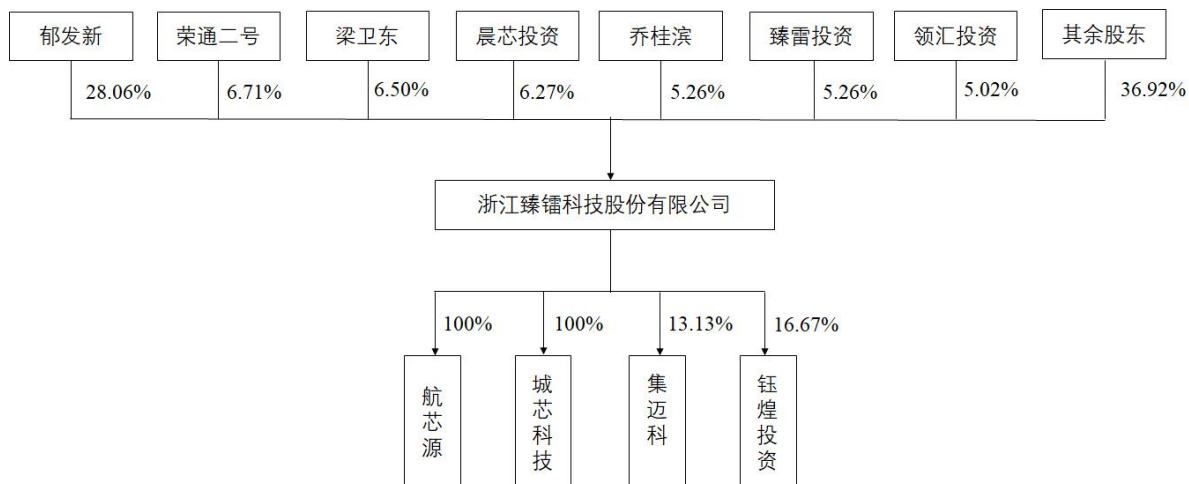 郁发新
荣通二号
梁卫东
晨芯投资
乔桂滨
臻雷投资
领汇投资
其余股东
28.06%
6.71%
6.50%
6.27%
5.26%
5.26%
5.02%
36.92%
浙江臻镭科技股份有限公司
100%
100%
13.13%
16.67%
航芯源
城芯科技
集迈科
钰煌投资